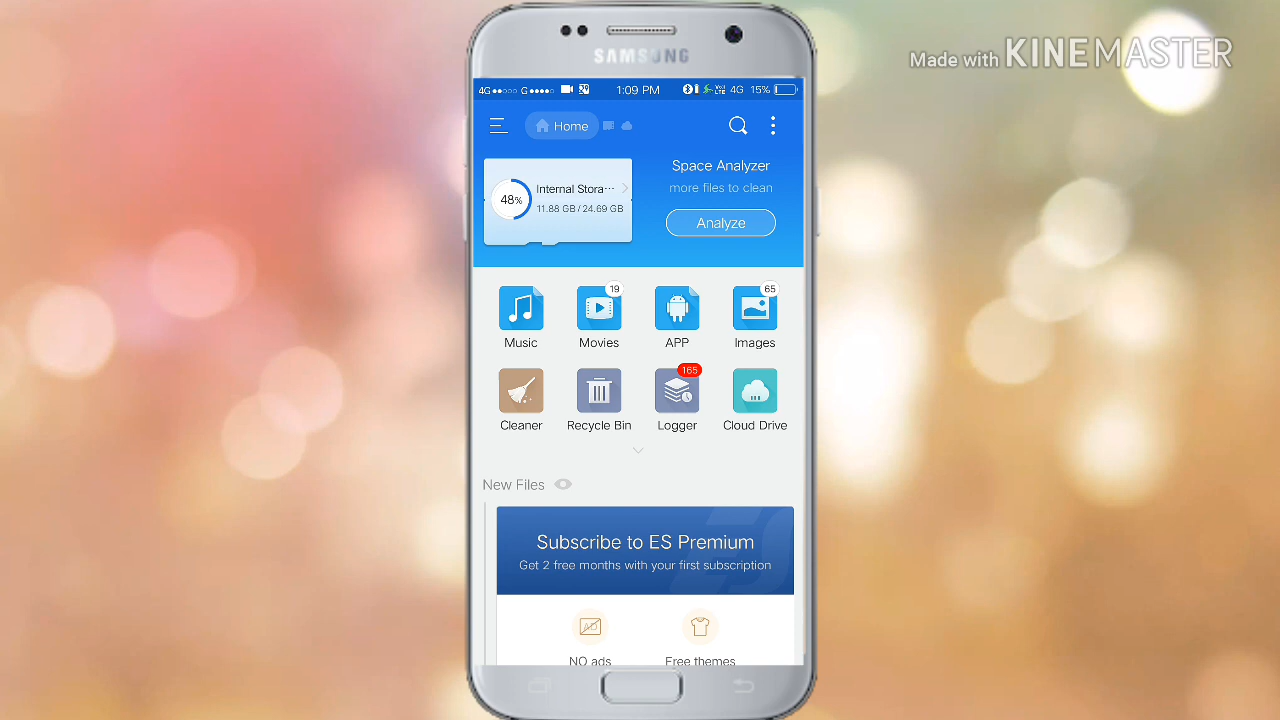 Made with KINEMASTER
SAMSUNG
4G G 1:09 PM 4G 15%
Home
Space Analyzer
more files to clean
Analyze
Internal Stora···
48%
11.88 GB / 24.69 GB
19
65
Music Movies APP Images
165
Cleaner Recycle Bin Logger Cloud Drive
New Files
Subscribe to ES Premium
Get 2 free months with your first subscription
AD
NO ads Free themes